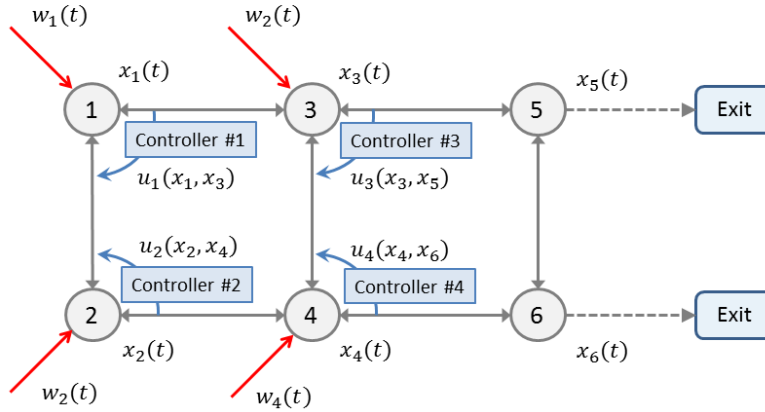 w₁(t)
w₂(t)
x₁(t)
x₃(t)
x₅(t)
1
3
5
Exit
Controller #1
Controller #3
u₁(x₁, x₃)
u₃(x₃, x₅)
u₂(x₂, x₄)
u₄(x₄, x₆)
Controller #2
Controller #4
2
4
6
Exit
x₂(t)
x₄(t)
x₆(t)
w₂(t)
w₄(t)